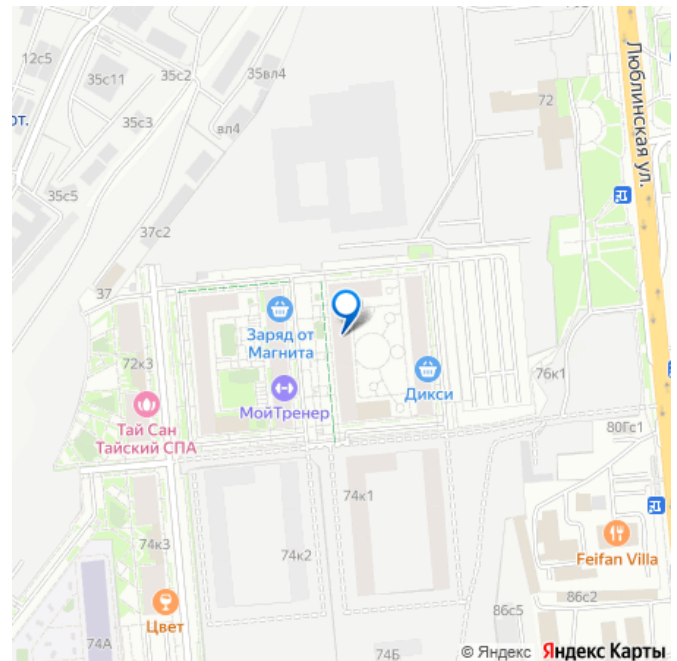 12с5
35с11
35с2
35вл4
от.
35с3
вл4
72
Люблинская ул.
35с5
37с2
37
Заряд от
Магнита
72к3
МойТренер
Дикси
76к1
Тай Сан
Тайский СПА
80Гс1
74к1
74к3
74к2
Feifan Villa
86с2
86с5
Цвет
74А
74Б
© Яндекс Яндекс Карты